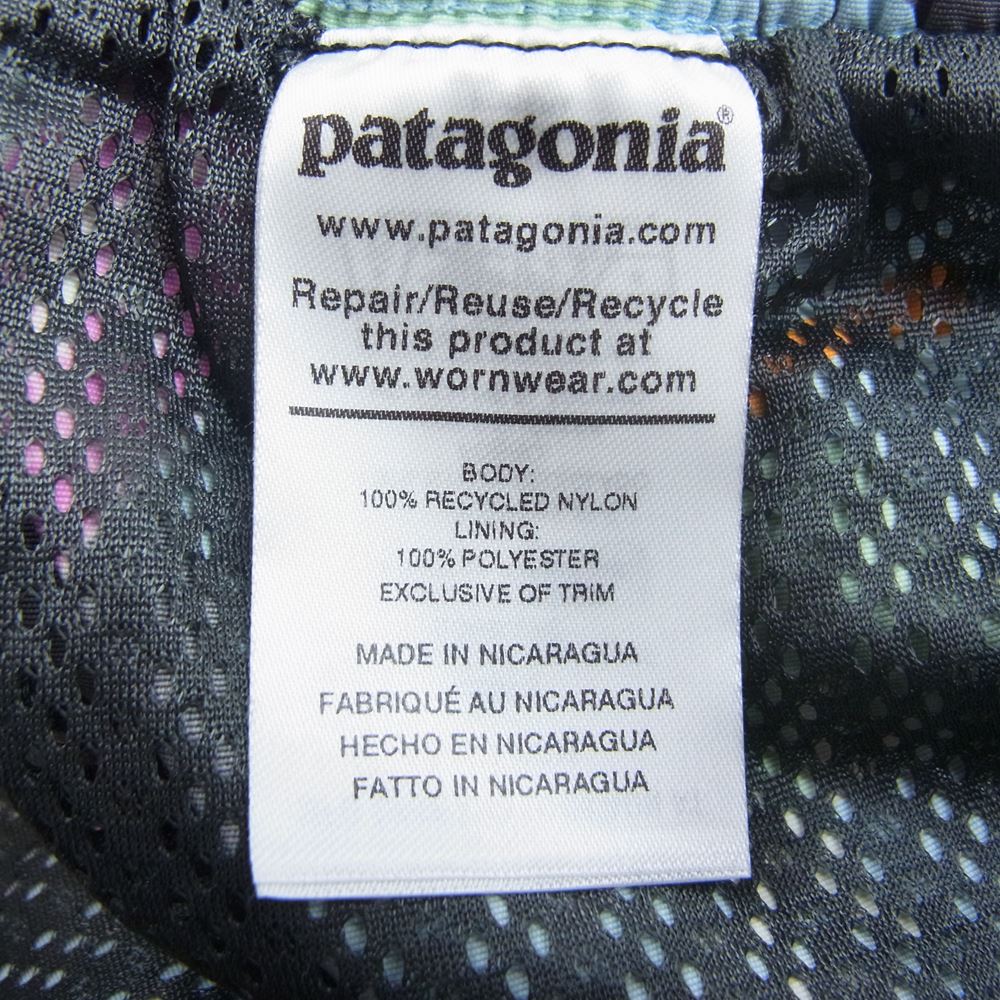 patagonia®
www.patagonia.com
Repair/Reuse/Recycle
this product at
www.wornwear.com
BODY:
100% RECYCLED NYLON
LINING:
100% POLYESTER
EXCLUSIVE OF TRIM
MADE IN NICARAGUA
FABRIQUÉ AU NICARAGUA
HECHO EN NICARAGUA
FATTO IN NICARAGUA